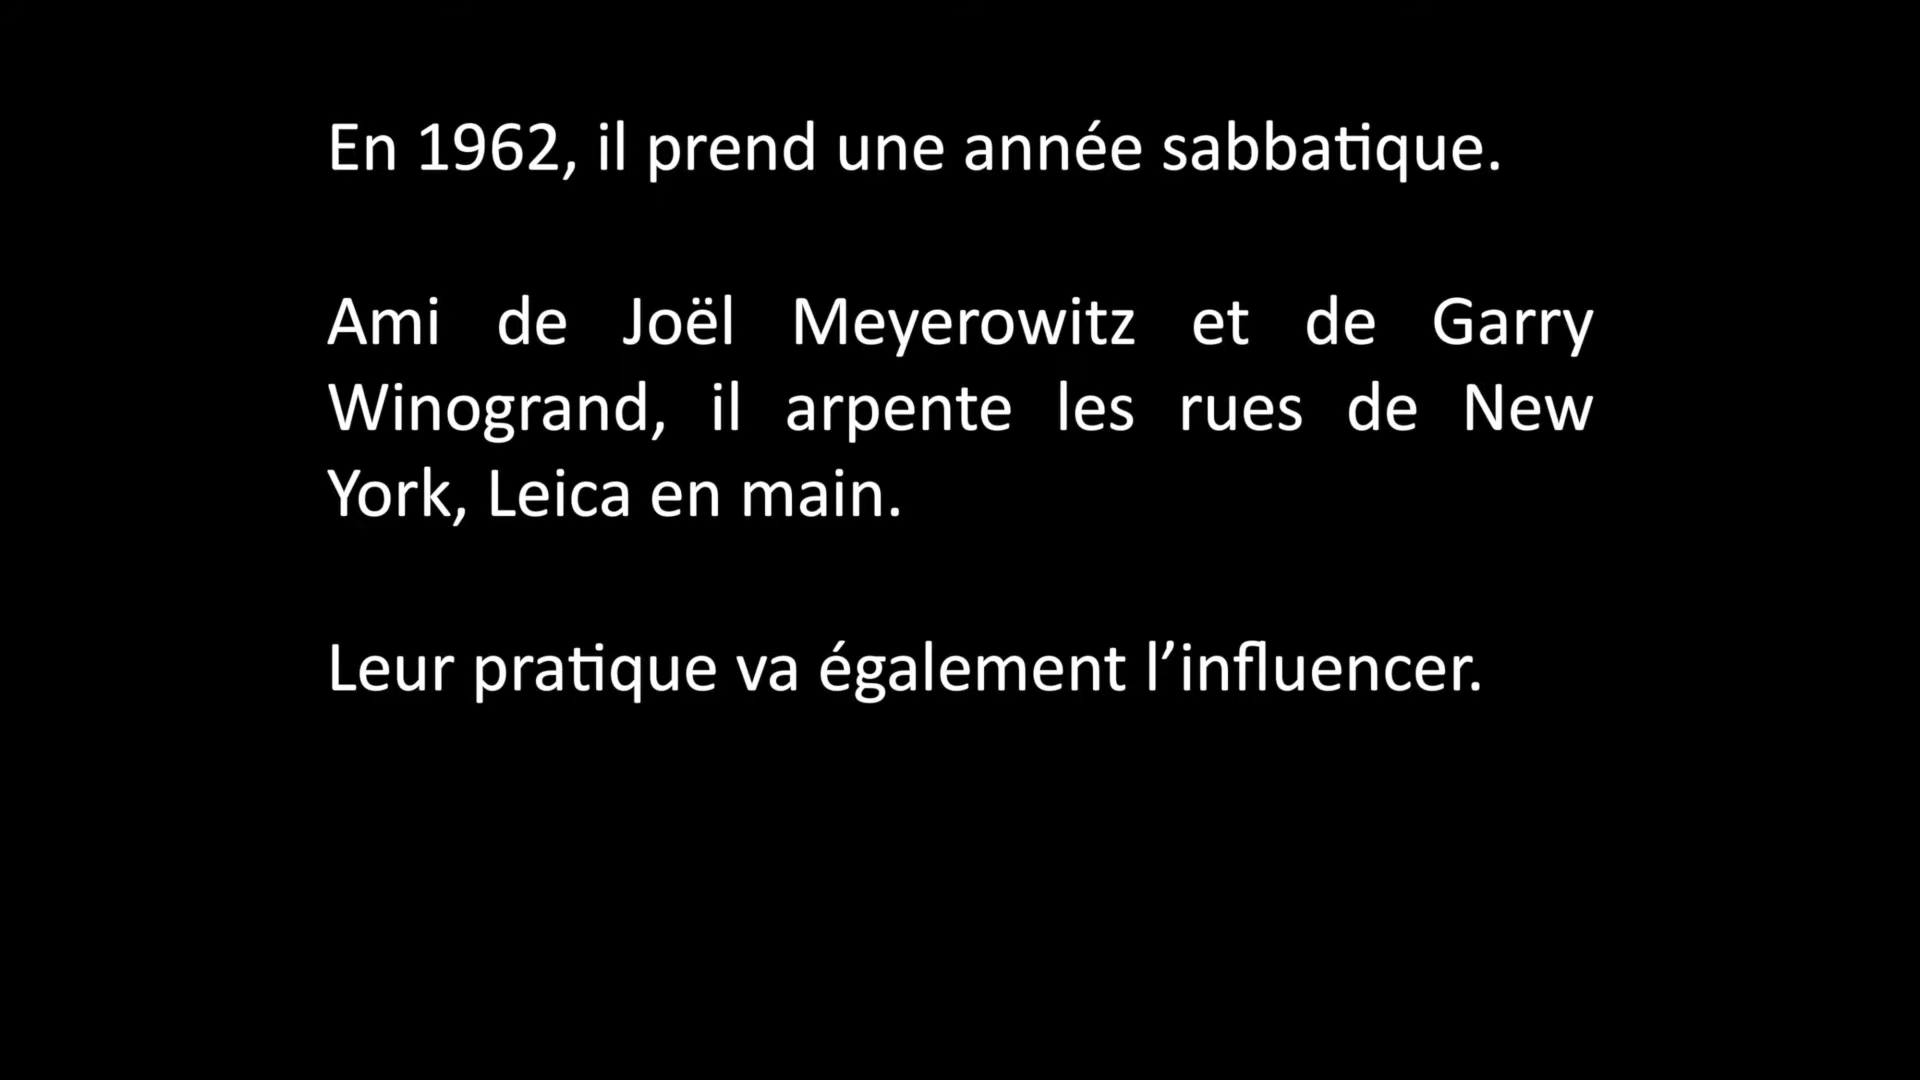 En 1962, il prend une année sabbatique.
Ami de Joël Meyerowitz et de Garry
Winogrand, il arpente les rues de New
York, Leica en main.
Leur pratique va également l’influencer.